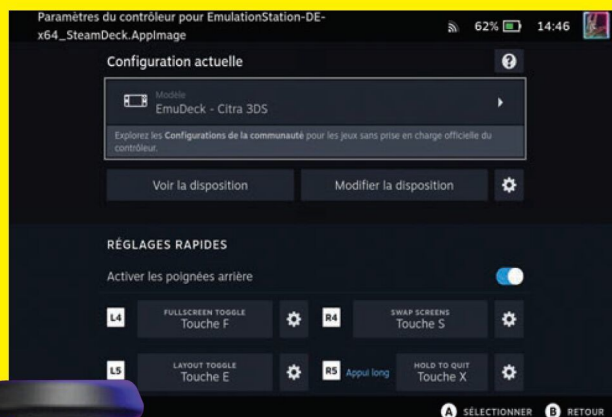 Paramètres du contrôleur pour EmulationStation-DE-
x64_SteamDeck.AppImage
62% 14:46
Configuration actuelle
?
Modèle
EmuDeck - Citra 3DS
Explorez les Configurations de la communauté pour les jeux sans prise en charge officielle du
contrôleur.
Voir la disposition Modifier la disposition
RÉGLAGES RAPIDES
Activer les poignées arrière
L4 FULLSCREEN TOGGLE
Touche F
R4 SWAP SCREENS
Touche S
L5 LAYOUT TOGGLE
Touche E
R5 Appui long HOLD TO QUIT
Touche X
A SÉLECTIONNER B RETOUR